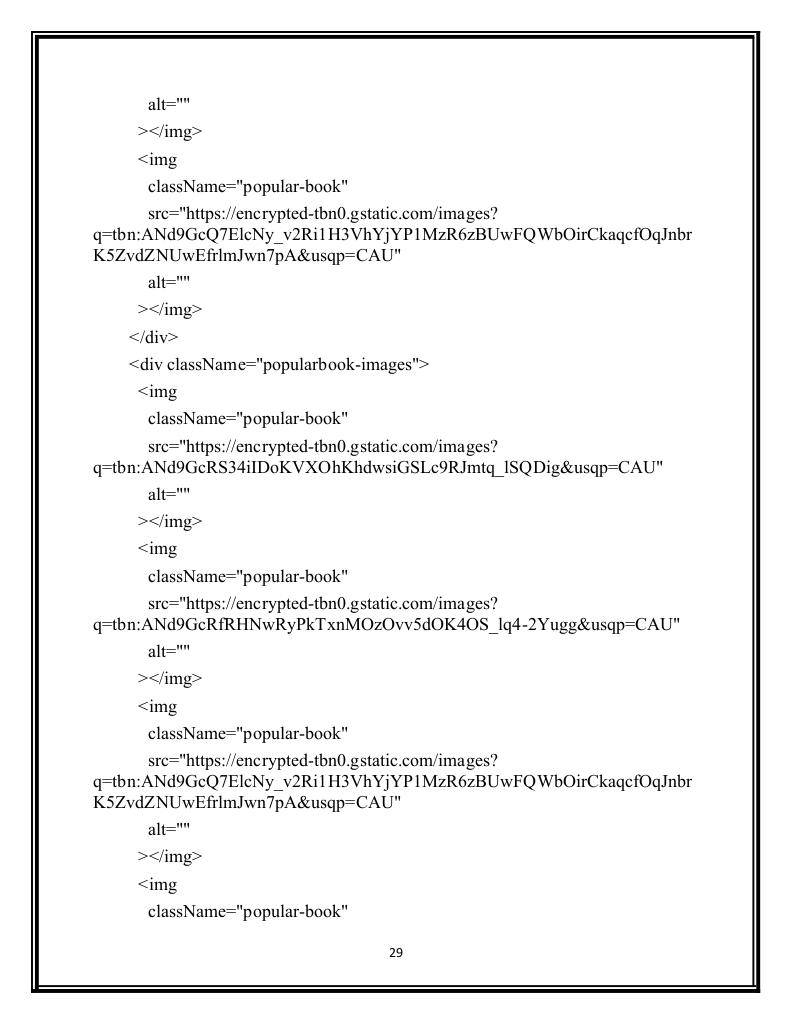 alt=""
></img>
<img
className="popular-book"
src="https://encrypted-tbn0.gstatic.com/images?
q=tbn:ANd9GcQ7ElcNy_v2Ri1H3VhYjYP1MzR6zBUwFQWbOirCkaqcfOqJnbr
K5ZvdZNUwEfrlmJwn7pA&usqp=CAU"
alt=""
></img>
</div>
<div className="popularbook-images">
<img
className="popular-book"
src="https://encrypted-tbn0.gstatic.com/images?
q=tbn:ANd9GcRS34iIDoKVXOhKhdwsiGSLc9RJmtq_lSQDig&usqp=CAU"
alt=""
></img>
<img
className="popular-book"
src="https://encrypted-tbn0.gstatic.com/images?
q=tbn:ANd9GcRfRHNwRyPkTxnMOzOvv5dOK4OS_lq4-2Yugg&usqp=CAU"
alt=""
></img>
<img
className="popular-book"
src="https://encrypted-tbn0.gstatic.com/images?
q=tbn:ANd9GcQ7ElcNy_v2Ri1H3VhYjYP1MzR6zBUwFQWbOirCkaqcfOqJnbr
K5ZvdZNUwEfrlmJwn7pA&usqp=CAU"
alt=""
></img>
<img
className="popular-book"
29